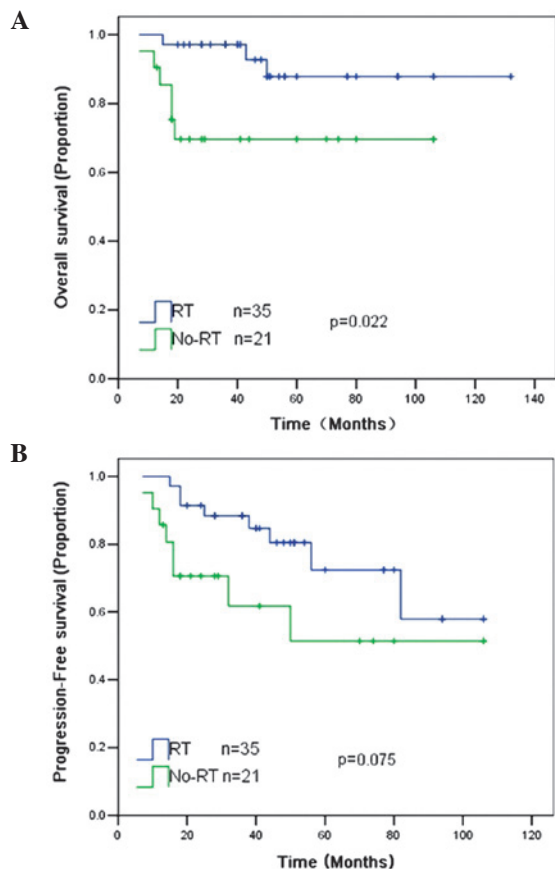 A
Overall survival (Proportion)
1.0
0.8
0.6
0.4
0.2
0.0
RT n=35
No-RT n=21
p=0.022
0 20 40 60 80 100 120 140
Time (Months)
B
Progression-Free survival (Proportion)
1.0
0.8
0.6
0.4
0.2
0.0
RT n=35
No-RT n=21
p=0.075
0 20 40 60 80 100 120
Time (Months)